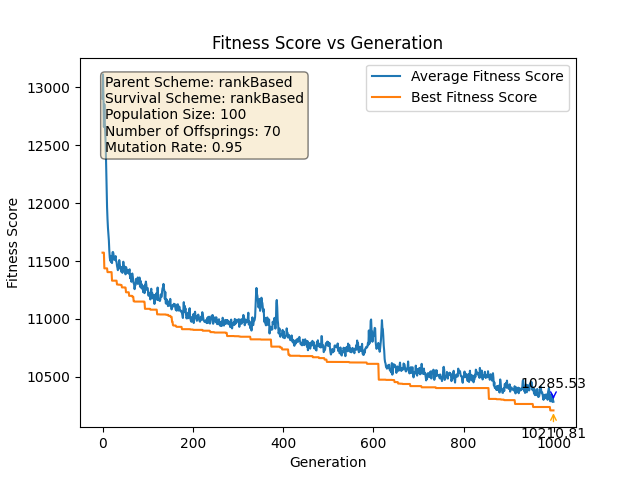 Fitness Score vs Generation
Parent Scheme: rankBased
Survival Scheme: rankBased
Population Size: 100
Number of Offsprings: 70
Mutation Rate: 0.95
Average Fitness Score
Best Fitness Score
Fitness Score
13000
12500
12000
11500
11000
10500
10285.53
10210.81
0
200
400
600
800
1000
Generation